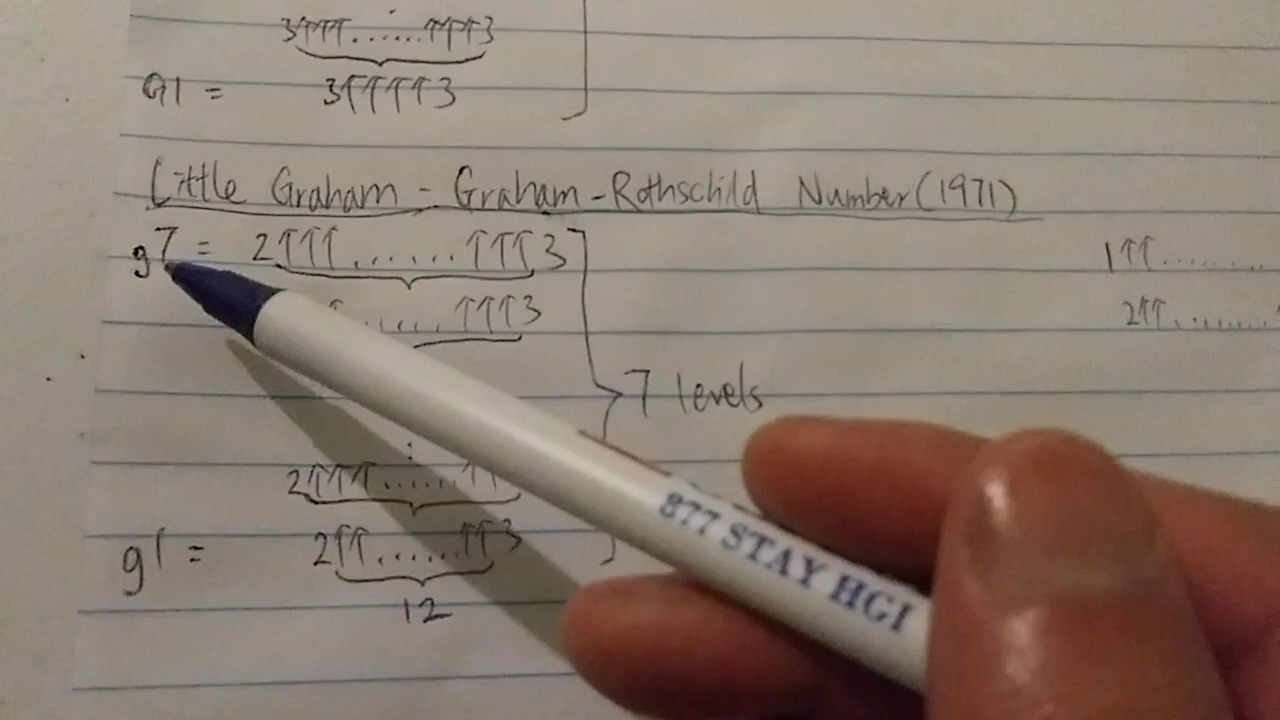 3↑↑↑......↑↑↑3
G1 = 3↑↑↑↑↑3
Little Graham - Graham-Rothschild Number(1971)
g7 = 2↑↑↑......↑↑↑3
↑.....↑↑↑3
7 levels
2↑↑↑......↑↑
g1 = 2↑↑......↑↑3
12
1↑↑........
2↑↑........
877 STAY HGI